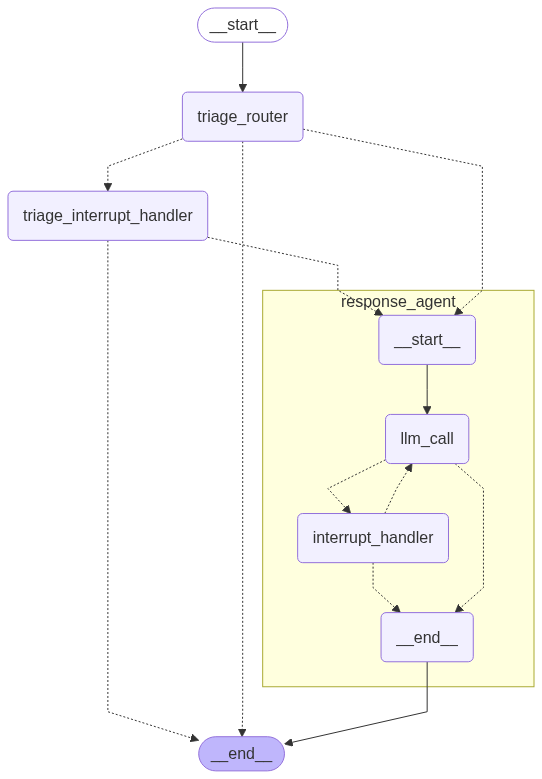 __start__
triage_router
triage_interrupt_handler
response_agent
__start__
llm_call
interrupt_handler
__end__
__end__